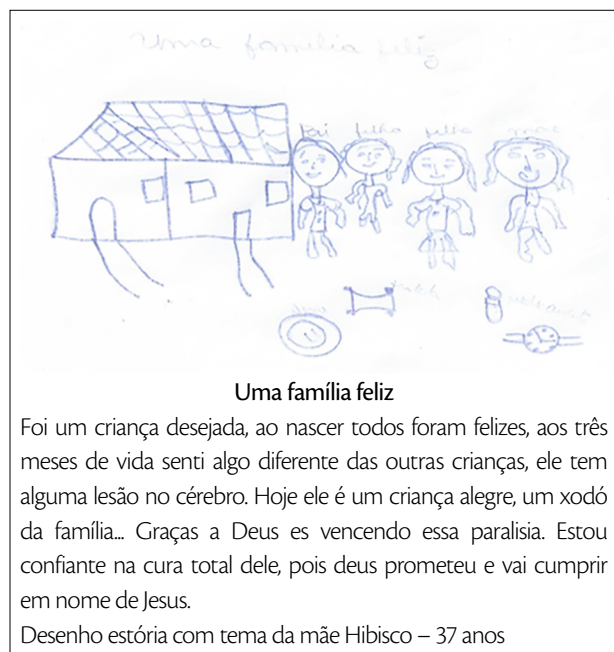 Uma familia feliz
Pai filho filha mãe
Uma família feliz
Foi um criança desejada, ao nascer todos foram felizes, aos três
meses de vida senti algo diferente das outras crianças, ele tem
alguma lesão no cérebro. Hoje ele é um criança alegre, um xodó
da família... Graças a Deus es vencendo essa paralisia. Estou
confiante na cura total dele, pois deus prometeu e vai cumprir
em nome de Jesus.
Desenho estória com tema da mãe Hibisco – 37 anos